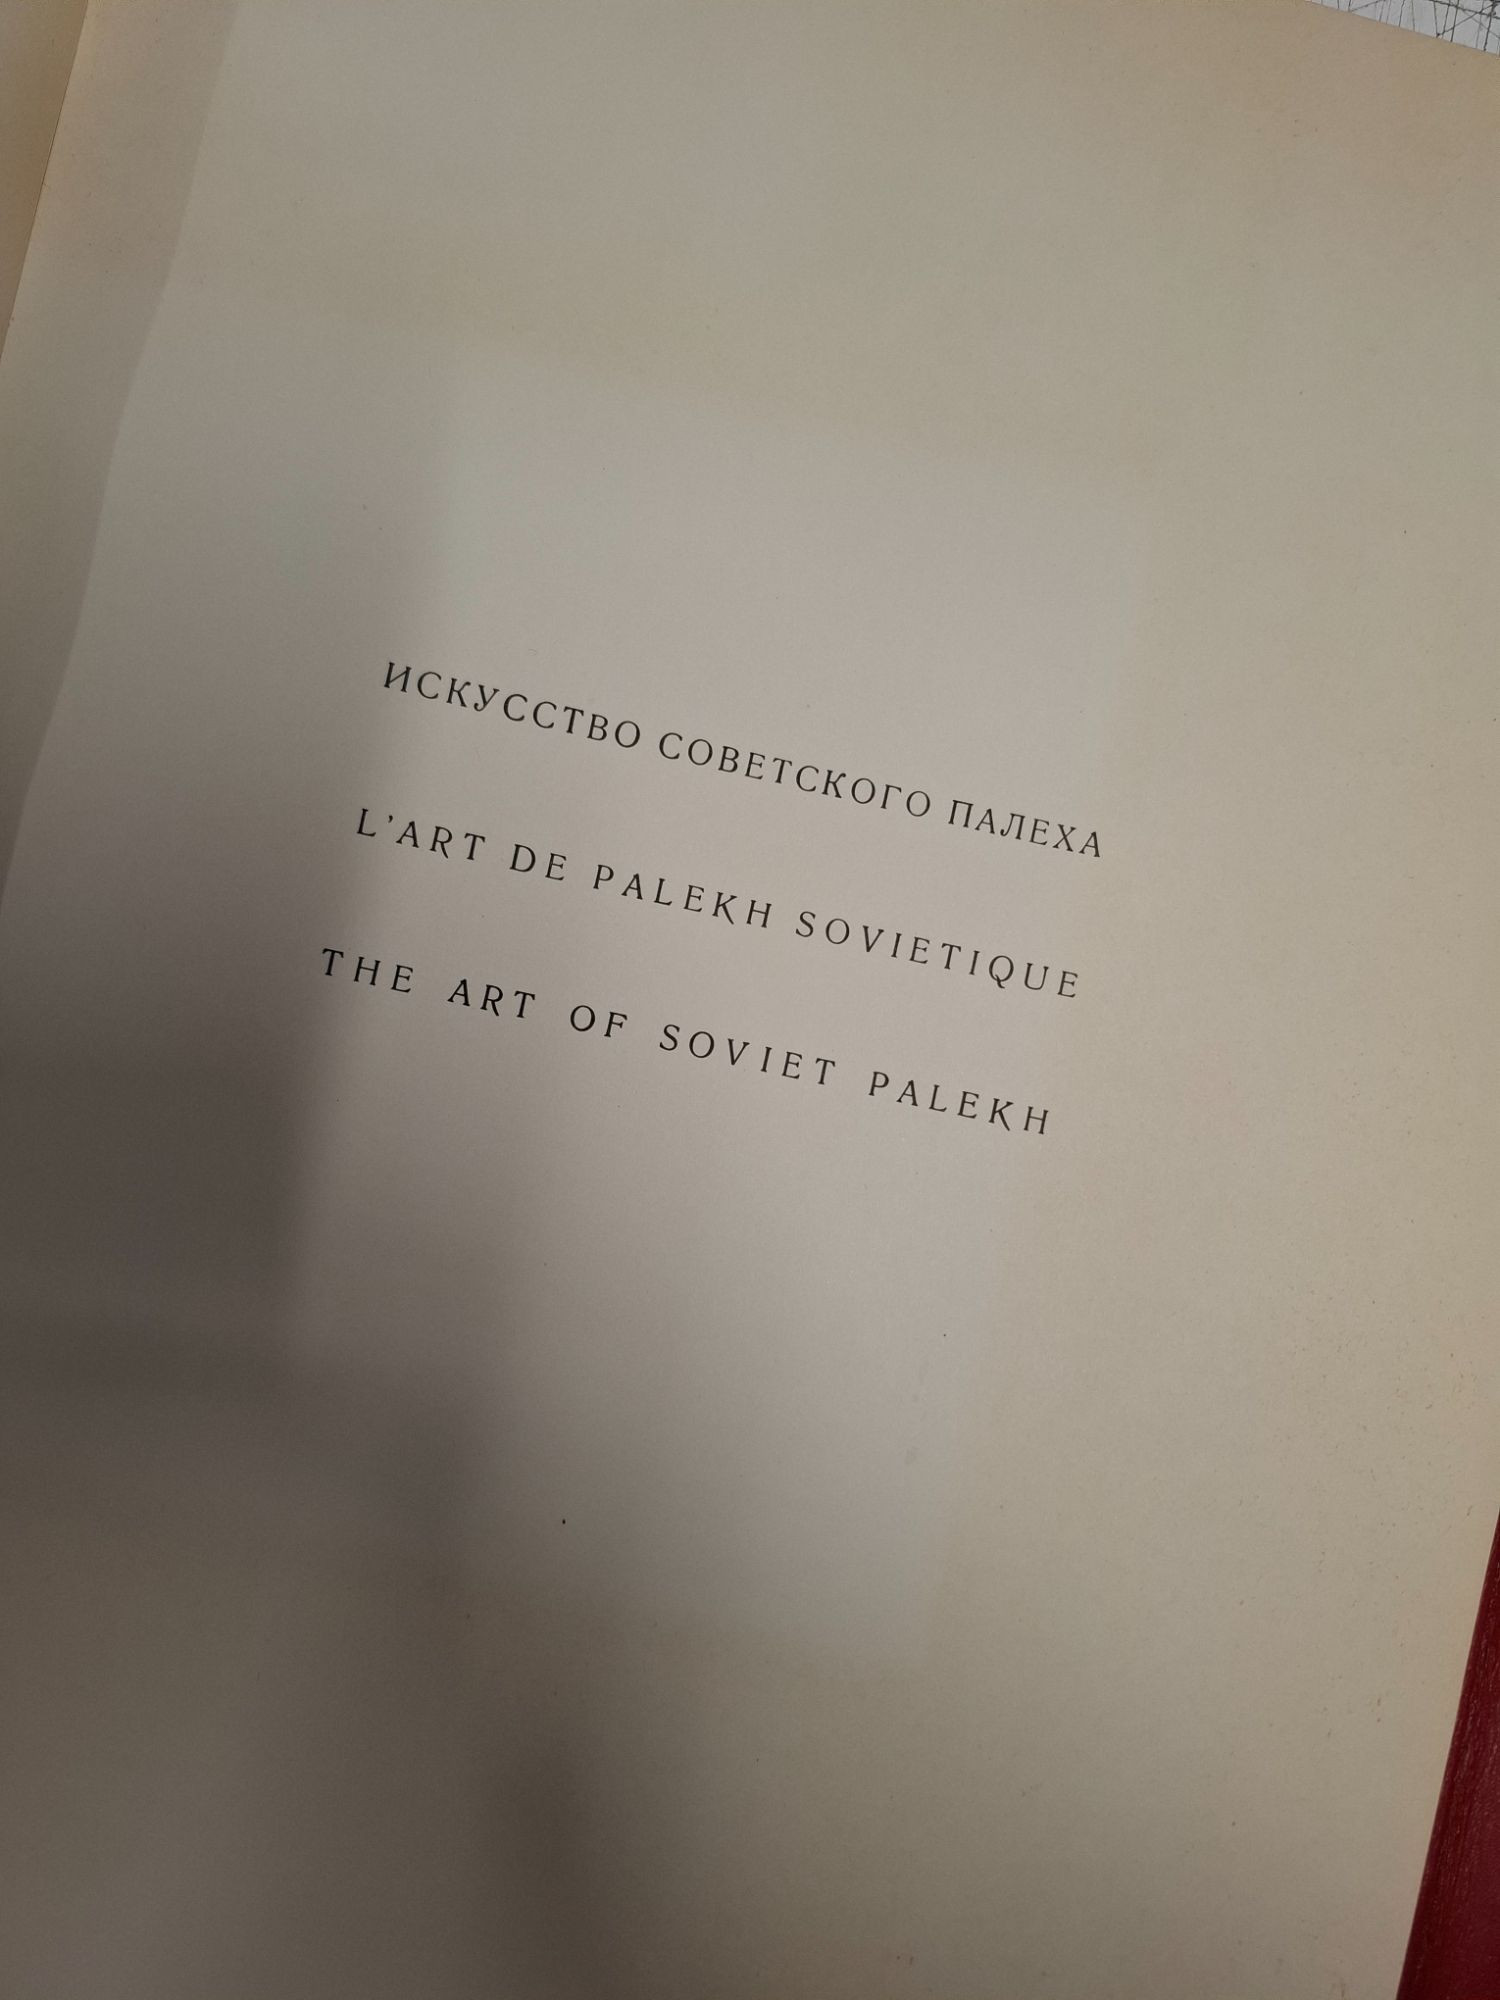 ИСКУССТВО СОВЕТСКОГО ПАЛЕХА
L'ART DE PALEKH SOVIETIQUE
THE ART OF SOVIET PALEKH